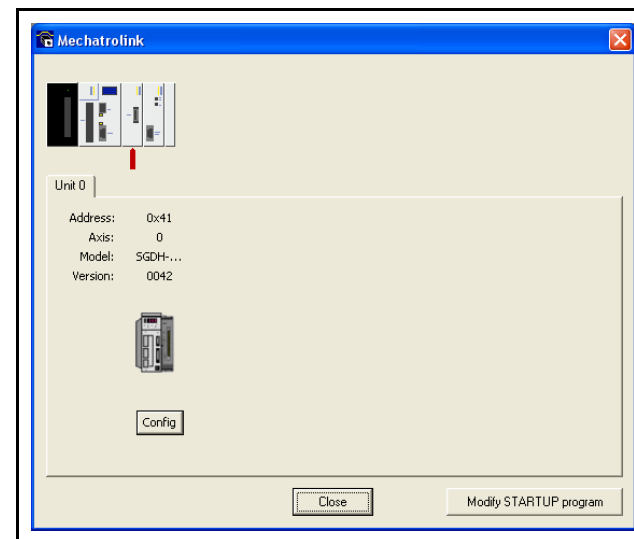 Mechatrolink
Unit 0
Address: 0x41
Axis: 0
Model: SGDH-...
Version: 0042
Config
Close
Modify STARTUP program